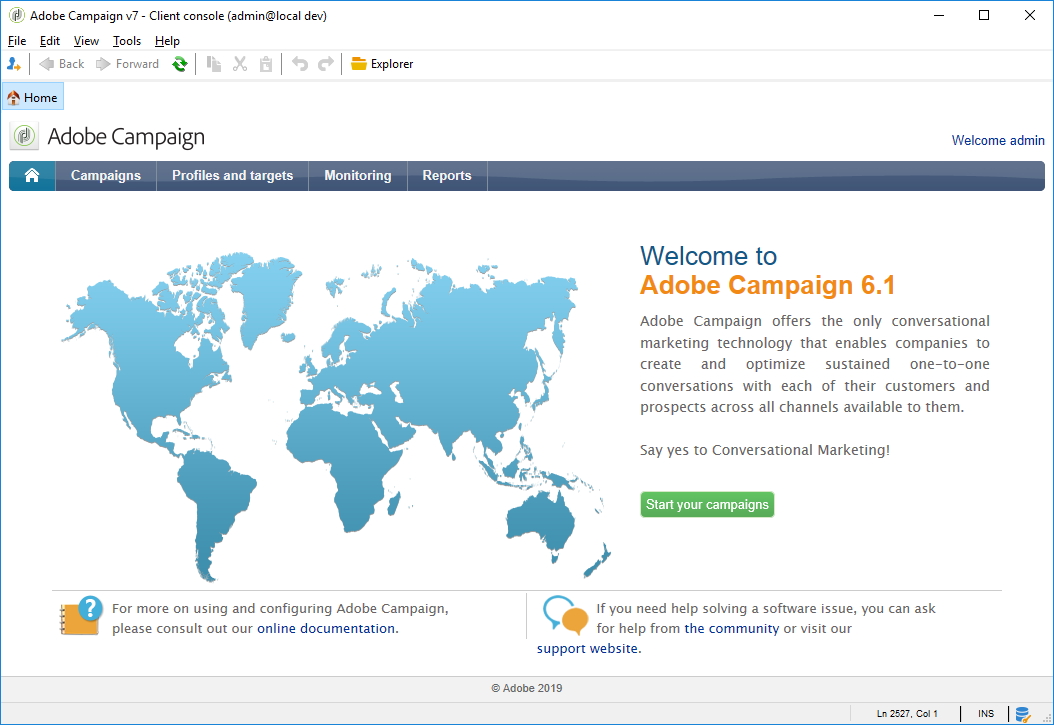 Adobe Campaign v7 - Client console (admin@local dev)
File Edit View Tools Help
Back Forward Explorer
Home
Adobe Campaign
Welcome admin
Campaigns Profiles and targets Monitoring Reports
Welcome to
Adobe Campaign 6.1
Adobe Campaign offers the only conversational
marketing technology that enables companies to
create and optimize sustained one-to-one
conversations with each of their customers and
prospects across all channels available to them.
Say yes to Conversational Marketing!
Start your campaigns
?
For more on using and configuring Adobe Campaign,
please consult out our online documentation.
If you need help solving a software issue, you can ask
for help from the community or visit our
support website.
© Adobe 2019
Ln 2527, Col 1 INS